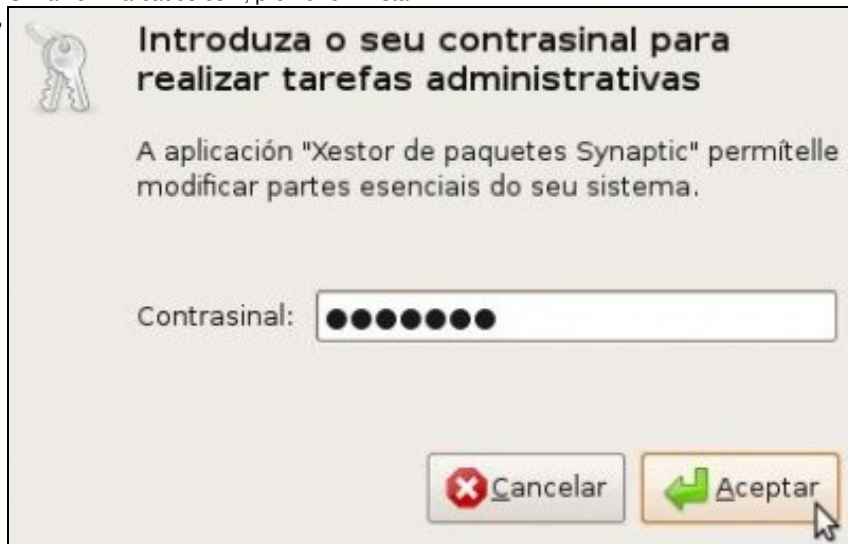 Introduza o seu contrasinal para
realizar tarefas administrativas
A aplicación "Xestor de paquetes Synaptic" permítelle
modificar partes esenciais do seu sistema.
Contrasinal: ●●●●●●●
Cancelar
Aceptar